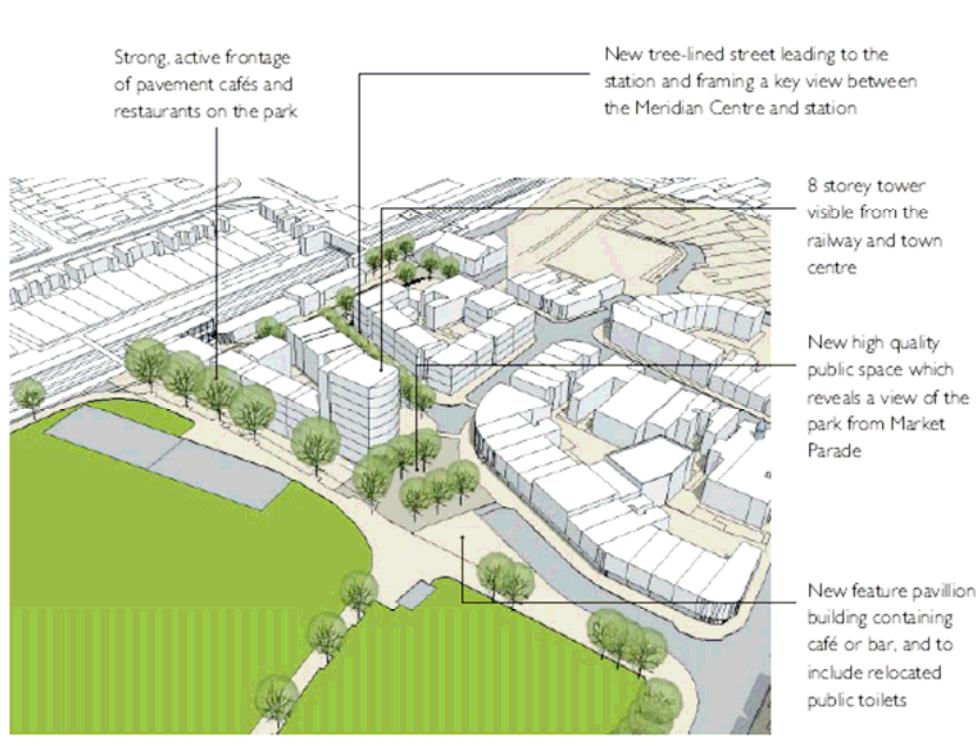 Strong, active frontage
of pavement cafés and
restaurants on the park
New tree-lined street leading to the
station and framing a key view between
the Meridian Centre and station
8 storey tower
visible from the
railway and town
centre
New high quality
public space which
reveals a view of the
park from Market
Parade
New feature pavillion
building containing
café or bar, and to
include relocated
public toilets